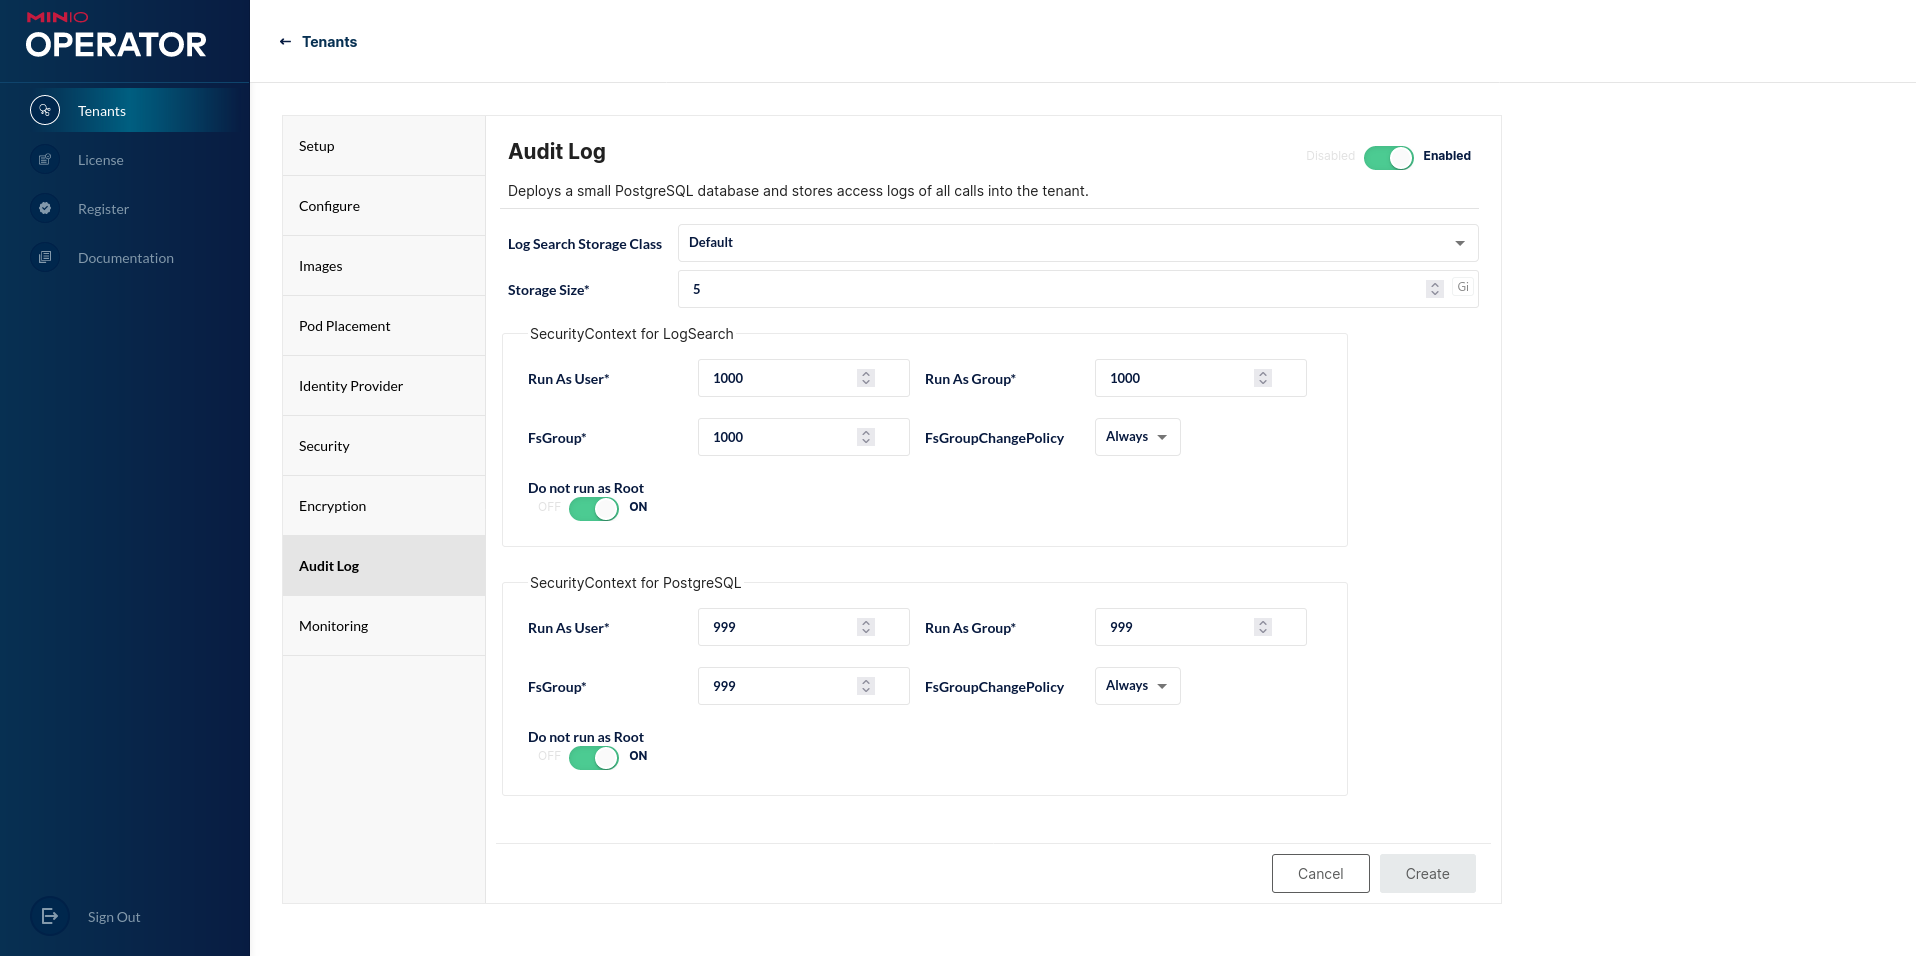 MINIO
OPERATOR
Tenants
License
Register
Documentation
Sign Out
← Tenants
Setup
Configure
Images
Pod Placement
Identity Provider
Security
Encryption
Audit Log
Monitoring
Audit Log
Disabled Enabled
Deploys a small PostgreSQL database and stores access logs of all calls into the tenant.
Log Search Storage Class Default
Storage Size* 5 Gi
SecurityContext for LogSearch
Run As User* 1000 Run As Group* 1000
FsGroup* 1000 FsGroupChangePolicy Always
Do not run as Root
OFF ON
SecurityContext for PostgreSQL
Run As User* 999 Run As Group* 999
FsGroup* 999 FsGroupChangePolicy Always
Do not run as Root
OFF ON
Cancel Create